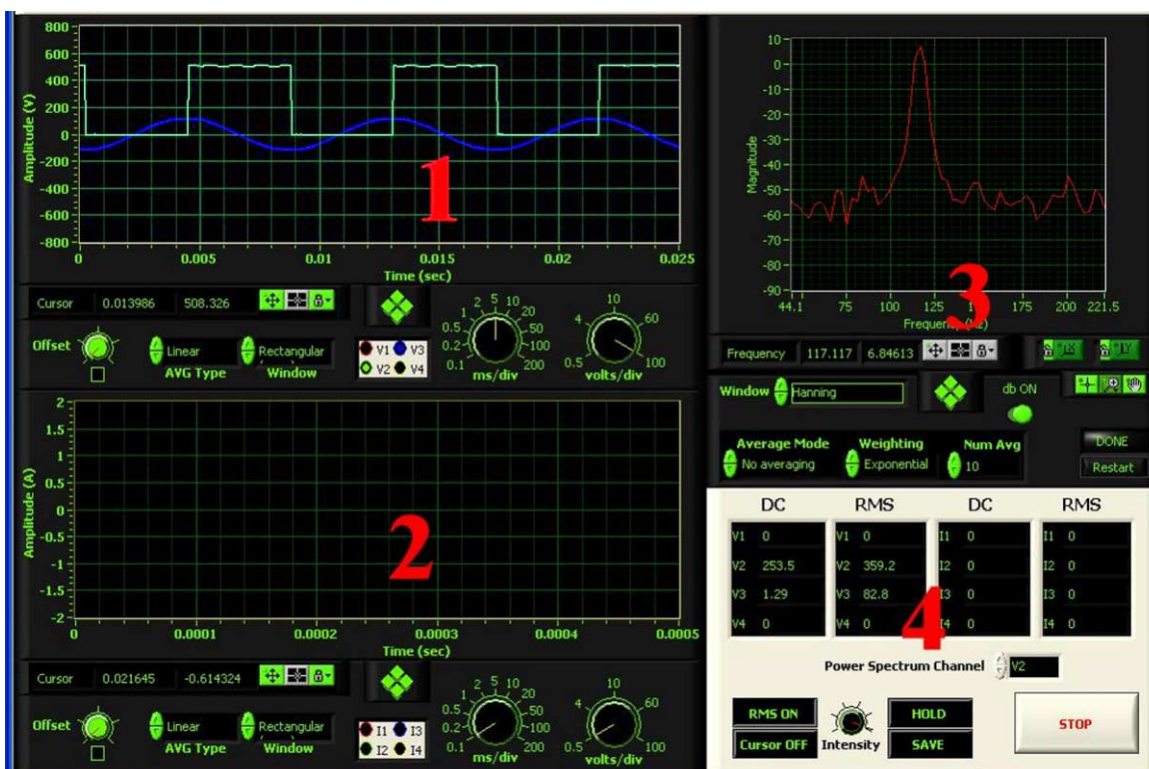 800
600
400
200
0
-200
-400
-600
-800
Amplitude (V)
0 0.005 0.01 0.015 0.02 0.025
Time (sec)
1
Cursor 0.013986 508.326
Offset
Linear
AVG Type
Rectangular
Window
V1 V3
V2 V4
0.1 0.2 0.5 1 2 5 10 20 50 100 200
ms/div
0.5 4 10 60 100
volts/div
2
1.5
1
0.5
0
-0.5
-1
-1.5
-2
Amplitude (A)
0 0.0001 0.0002 0.0003 0.0004 0.0005
Time (sec)
2
Cursor 0.021645 -0.614324
Offset
Linear
AVG Type
Rectangular
Window
I1 I3
I2 I4
0.1 0.2 0.5 1 2 5 10 20 50 100 200
ms/div
0.5 4 10 60 100
volts/div
10
0
-10
-20
-30
-40
-50
-60
-70
-80
-90
Magnitude
44.1 75 100 125 175 200 221.5
3
Frequency 117.117 6.84613
Window Hanning
db ON
Average Mode Weighting Num Avg
No averaging Exponential 10
DONE
Restart
DC RMS DC RMS
V1 0 V1 0 I1 0 I1 0
V2 253.5 V2 359.2 I2 0 I2 0
V3 1.29 V3 82.8 I3 0 I3 0
V4 0 V4 0 I4 0 I4 0
4
Power Spectrum Channel V2
RMS ON
HOLD
Cursor OFF
Intensity
SAVE
STOP